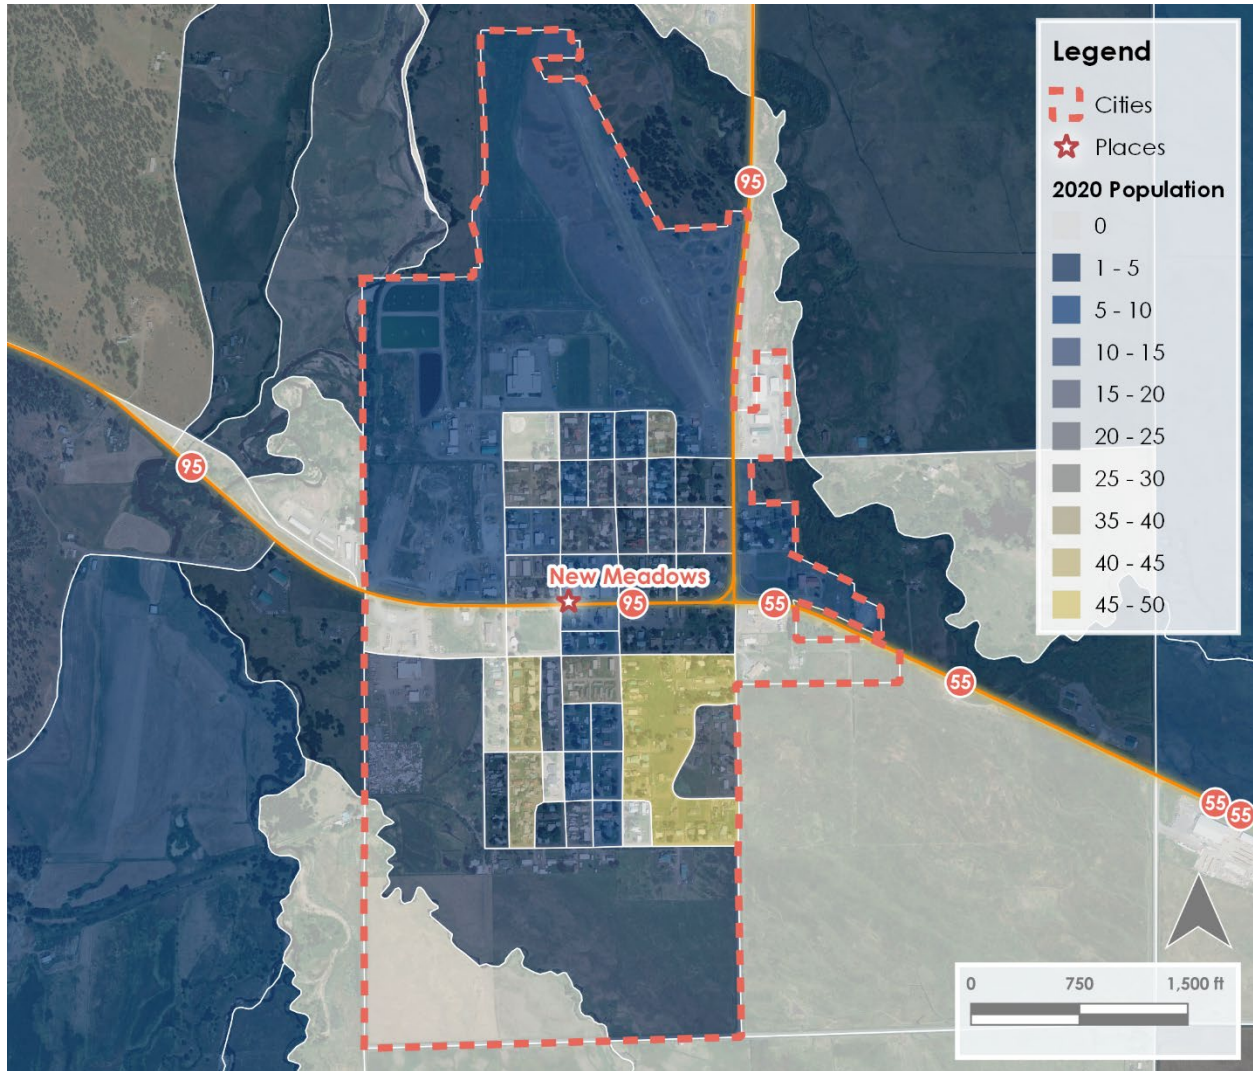 Legend
Cities
Places
2020 Population
0
1 - 5
5 - 10
10 - 15
15 - 20
20 - 25
25 - 30
35 - 40
40 - 45
45 - 50
95
95
New Meadows
95
55
55
55
55
0 750 1,500 ft